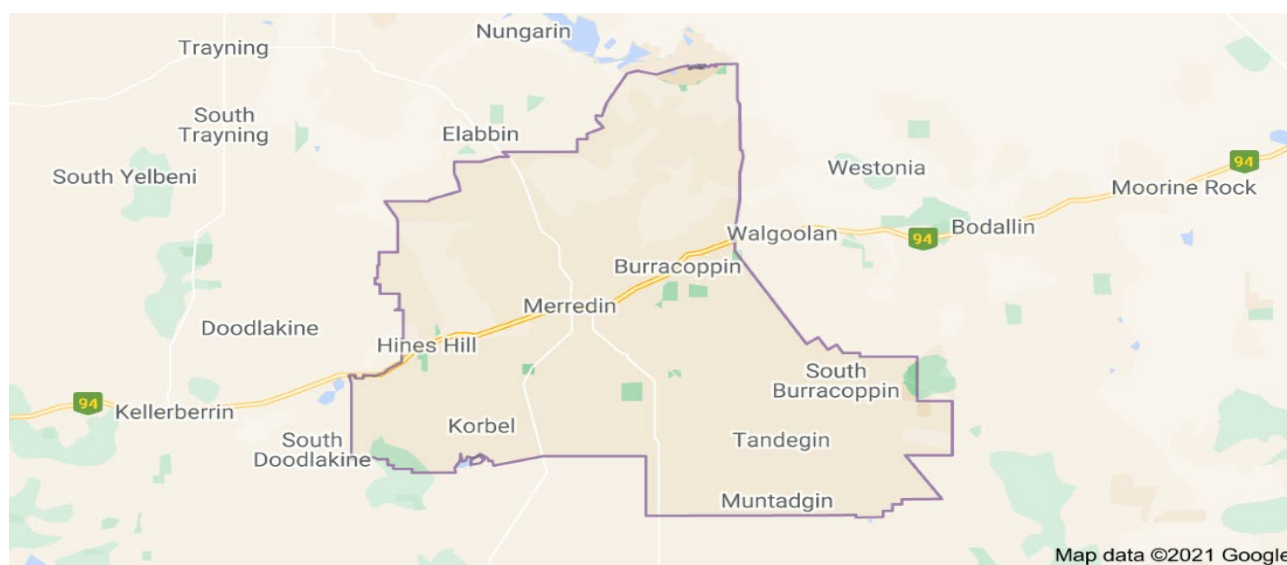 Nungarin
Trayning
94
South
Trayning
Elabbin
Westonia
South Yelbeni
Moorine Rock
Walgoolan
Bodallin
94
Burracoppin
Merredin
Doodlakine
Hines Hill
South
Burracoppin
94
Kellerberrin
Korbel
South
Doodlakine
Tandegin
Muntadgin
Map data ©2021 Google